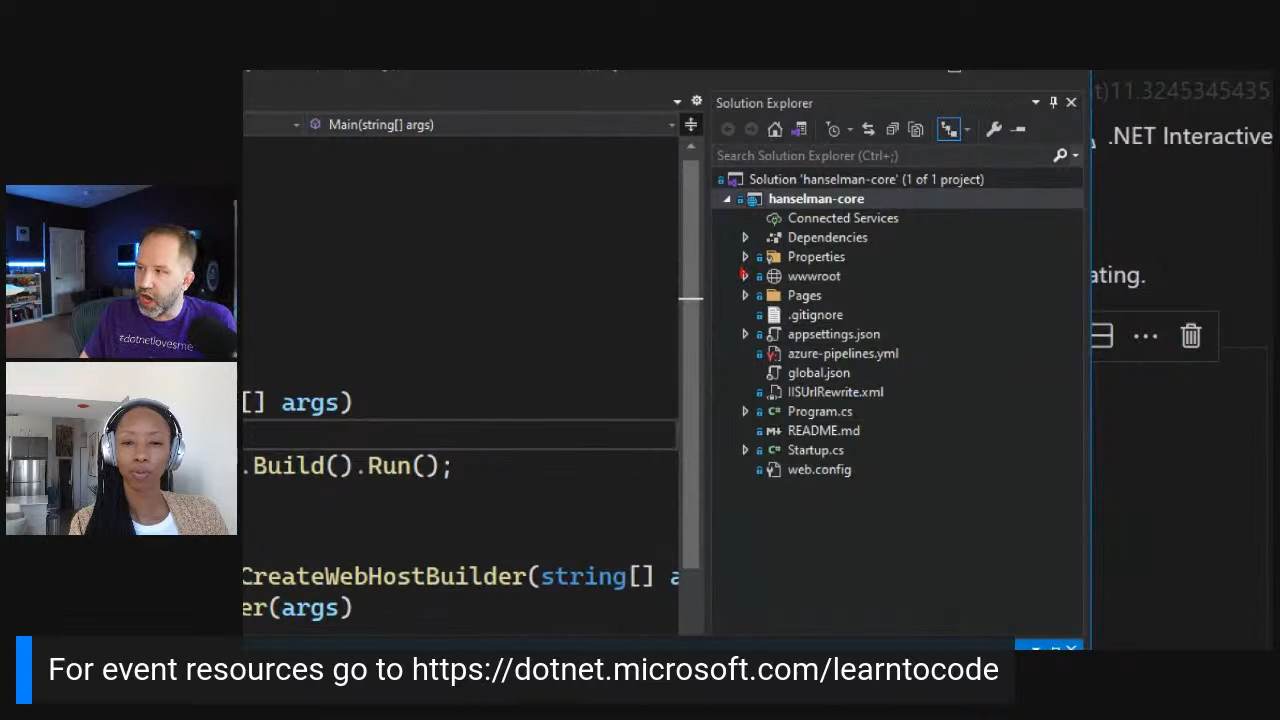 t)11.3245345435
Main(string[] args)
Solution Explorer
.NET Interactive
Search Solution Explorer (Ctrl+;)
Solution 'hanselman-core' (1 of 1 project)
hanselman-core
Connected Services
Dependencies
Properties
wwwroot
ating.
Pages
.gitignore
appsettings.json
azure-pipelines.yml
global.json
IISUrlRewrite.xml
[] args)
Program.cs
README.md
Startup.cs
.Build().Run();
web.config
CreateWebHostBuilder(string[] a
er(args)
#dotnetlovesme
For event resources go to https://dotnet.microsoft.com/learntocode